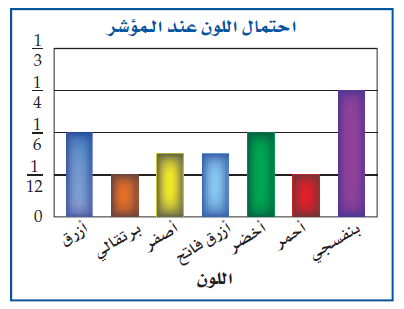 احتمال اللون عند المؤشر
1/3
1/4
1/6
1/12
0
أزرق
برتقالي
أصفر
أزرق فاتح
أخضر
أحمر
بنفسجي
اللون